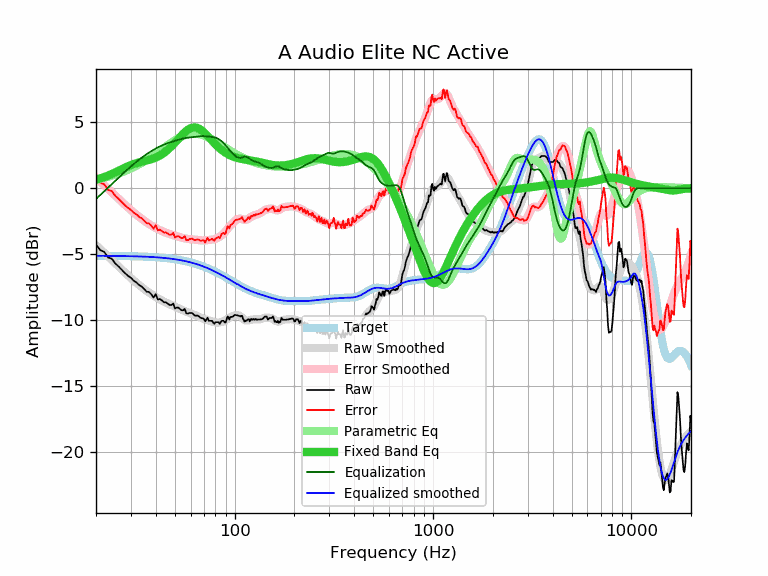 A Audio Elite NC Active
Amplitude (dBr)
5
0
−5
−10
−15
−20
Target
Raw Smoothed
Error Smoothed
Raw
Error
Parametric Eq
Fixed Band Eq
Equalization
Equalized smoothed
100
1000
10000
Frequency (Hz)